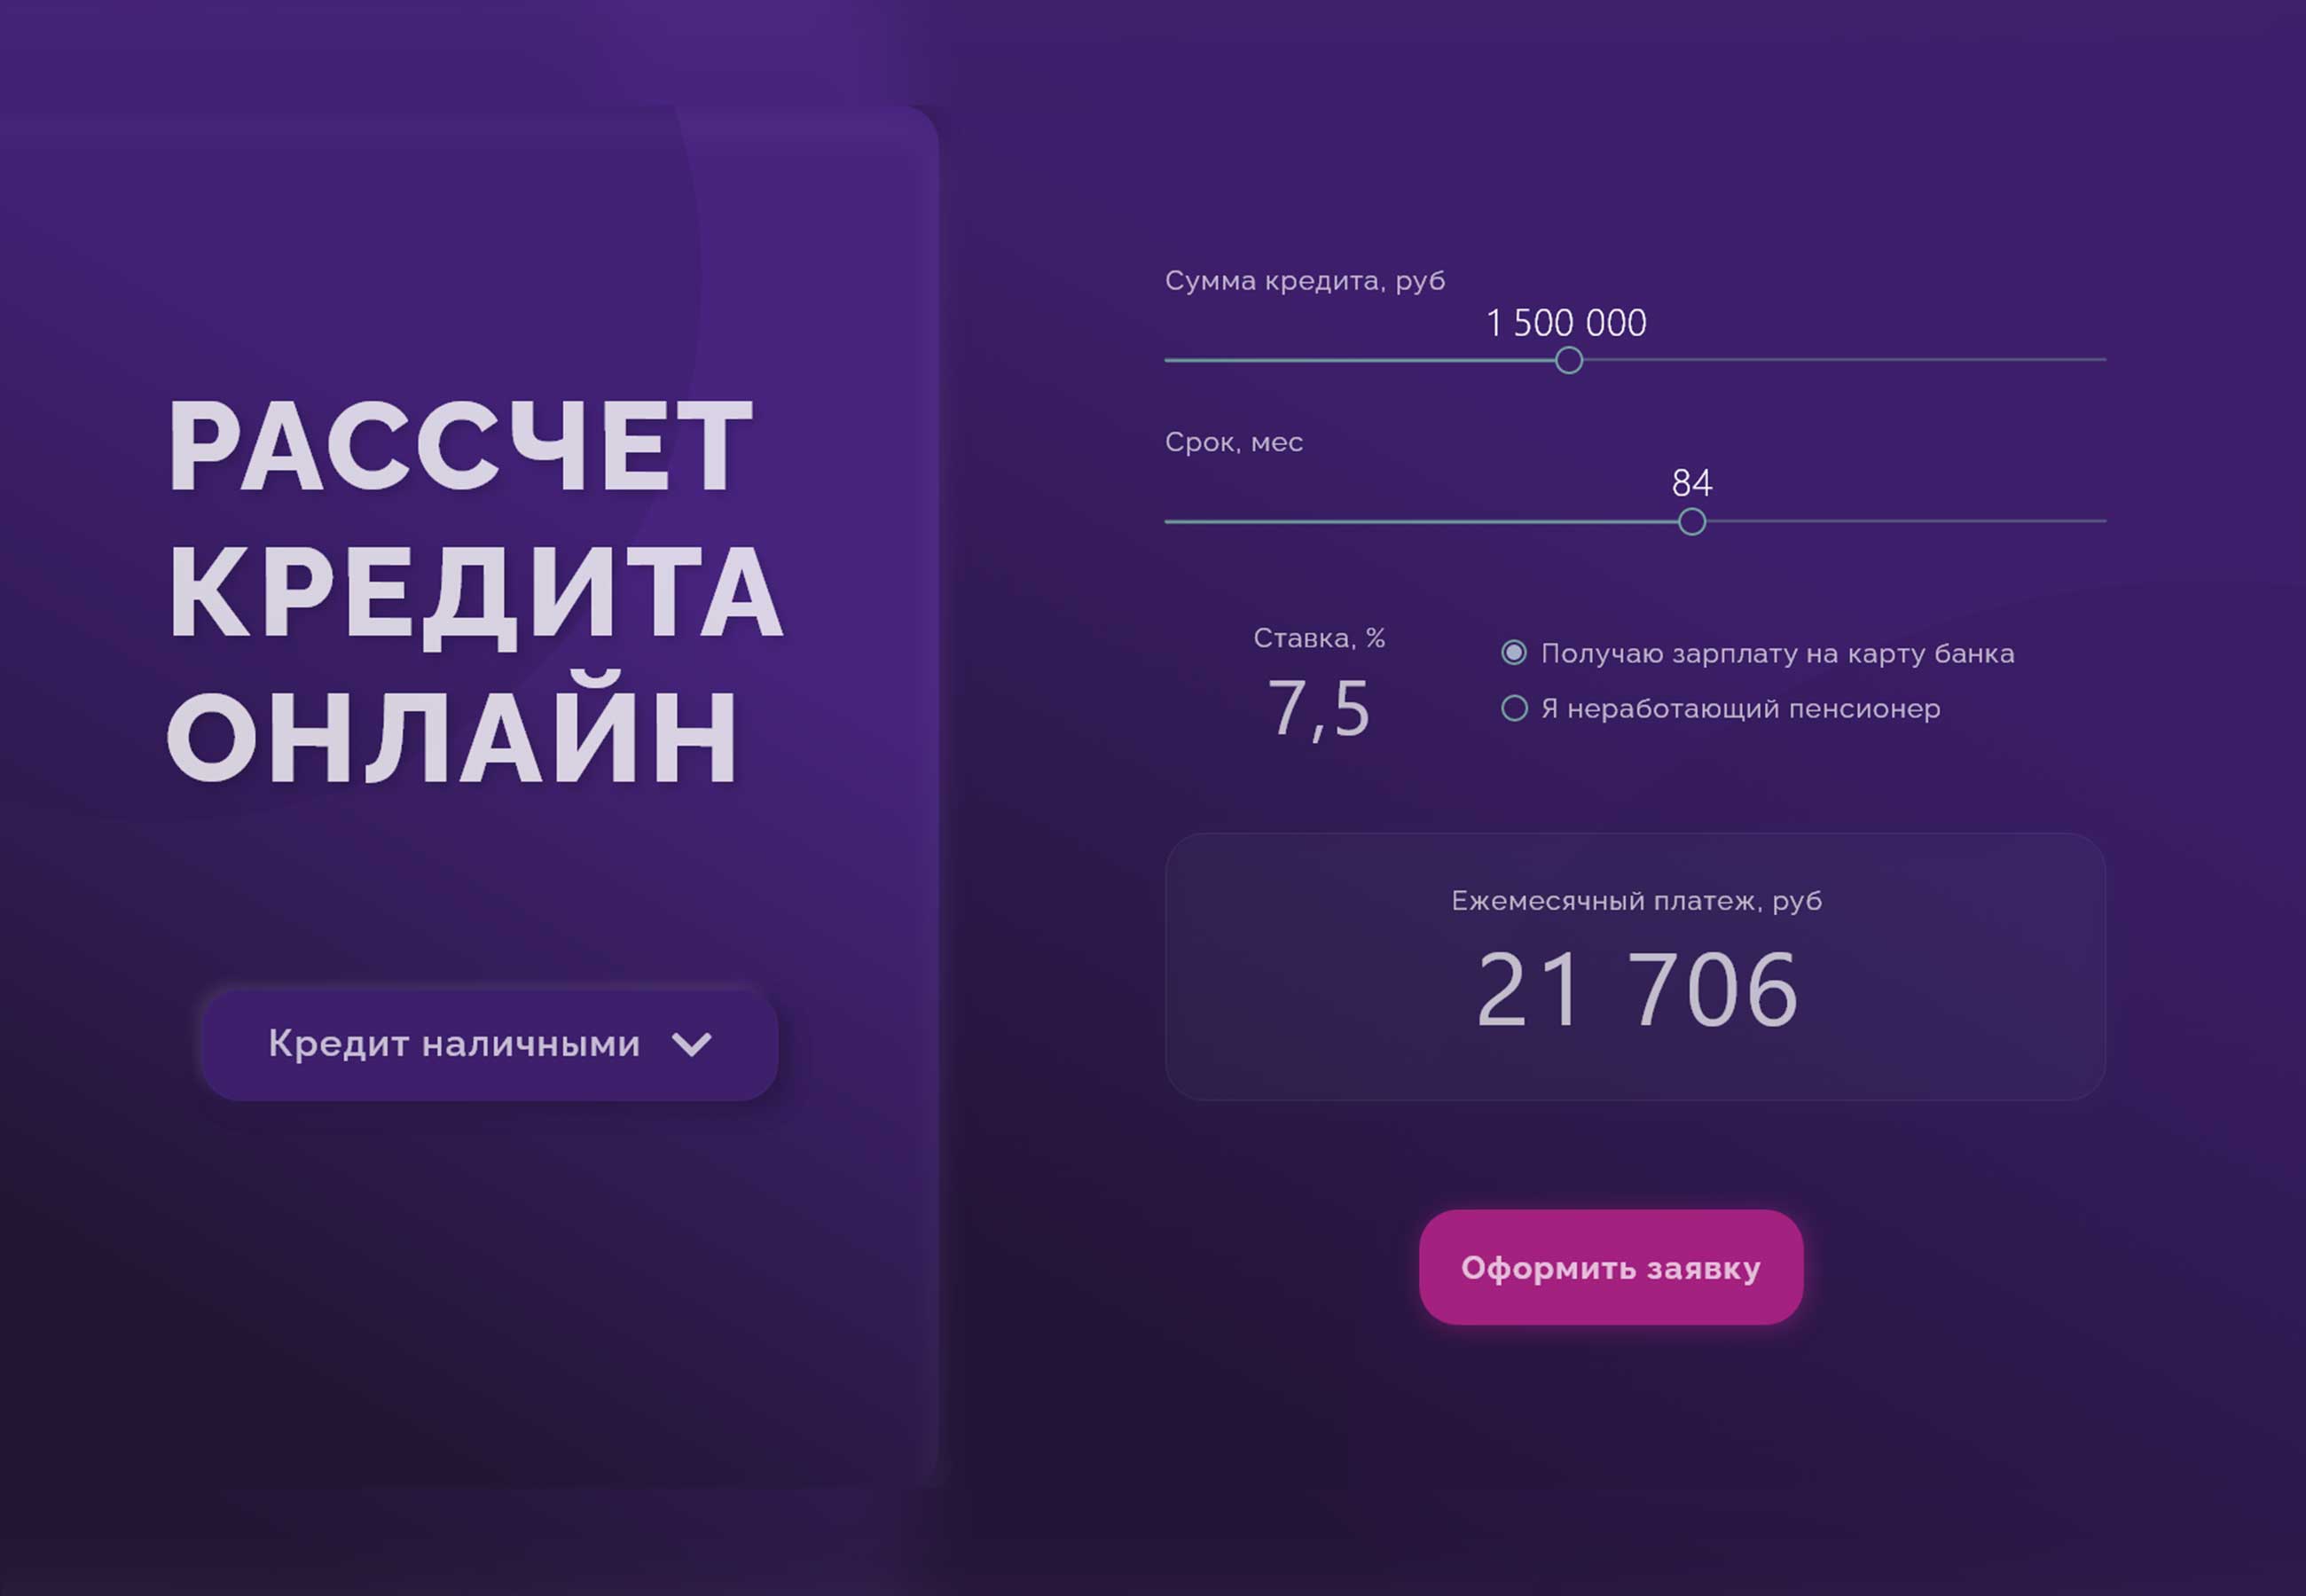 РАССЧЕТ
КРЕДИТА
ОНЛАЙН
Кредит наличными
Сумма кредита, руб
1 500 000
Срок, мес
84
Ставка, %
7,5
Получаю зарплату на карту банка
Я неработающий пенсионер
Ежемесячный платеж, руб
21 706
Оформить заявку